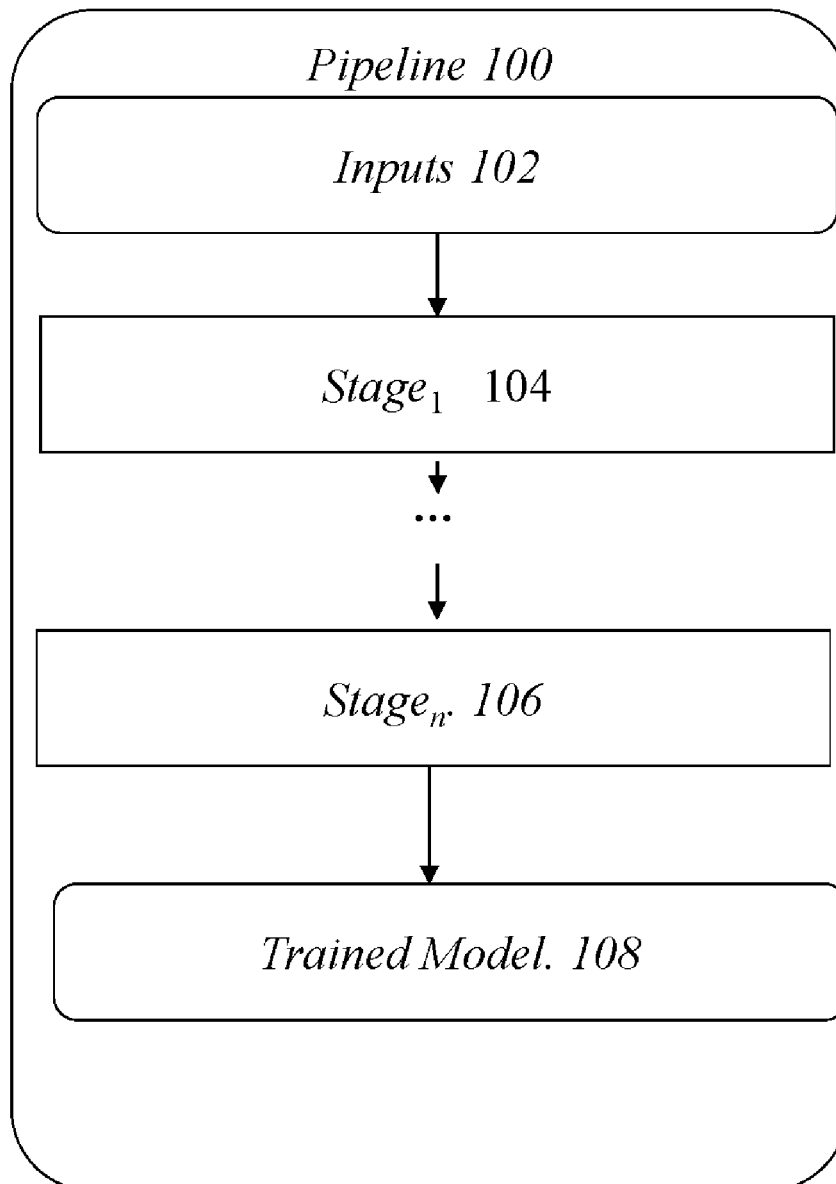 Pipeline 100
Inputs 102
Stage₁ 104
...
Stageₙ. 106
Trained Model. 108